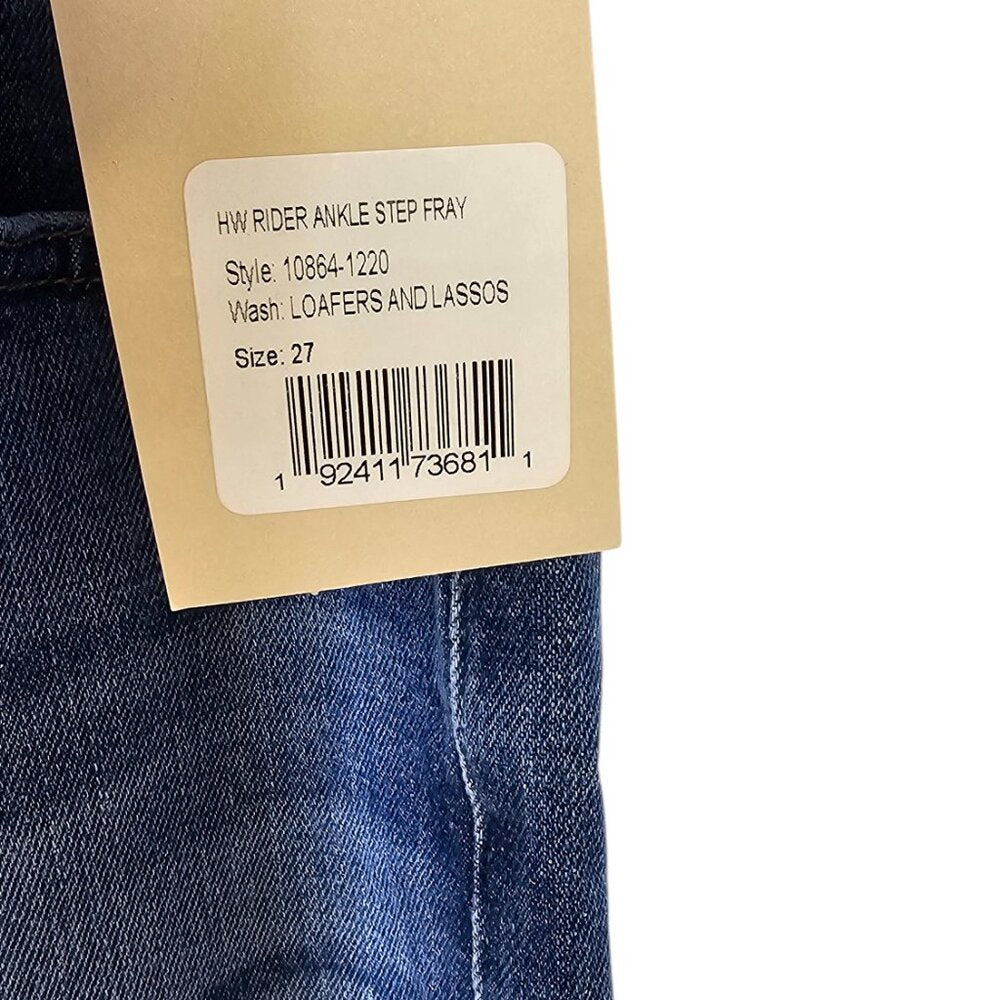 HW RIDER ANKLE STEP FRAY
Style: 10864-1220
Wash: LOAFERS AND LASSOS
Size: 27
1 92411 73681 1